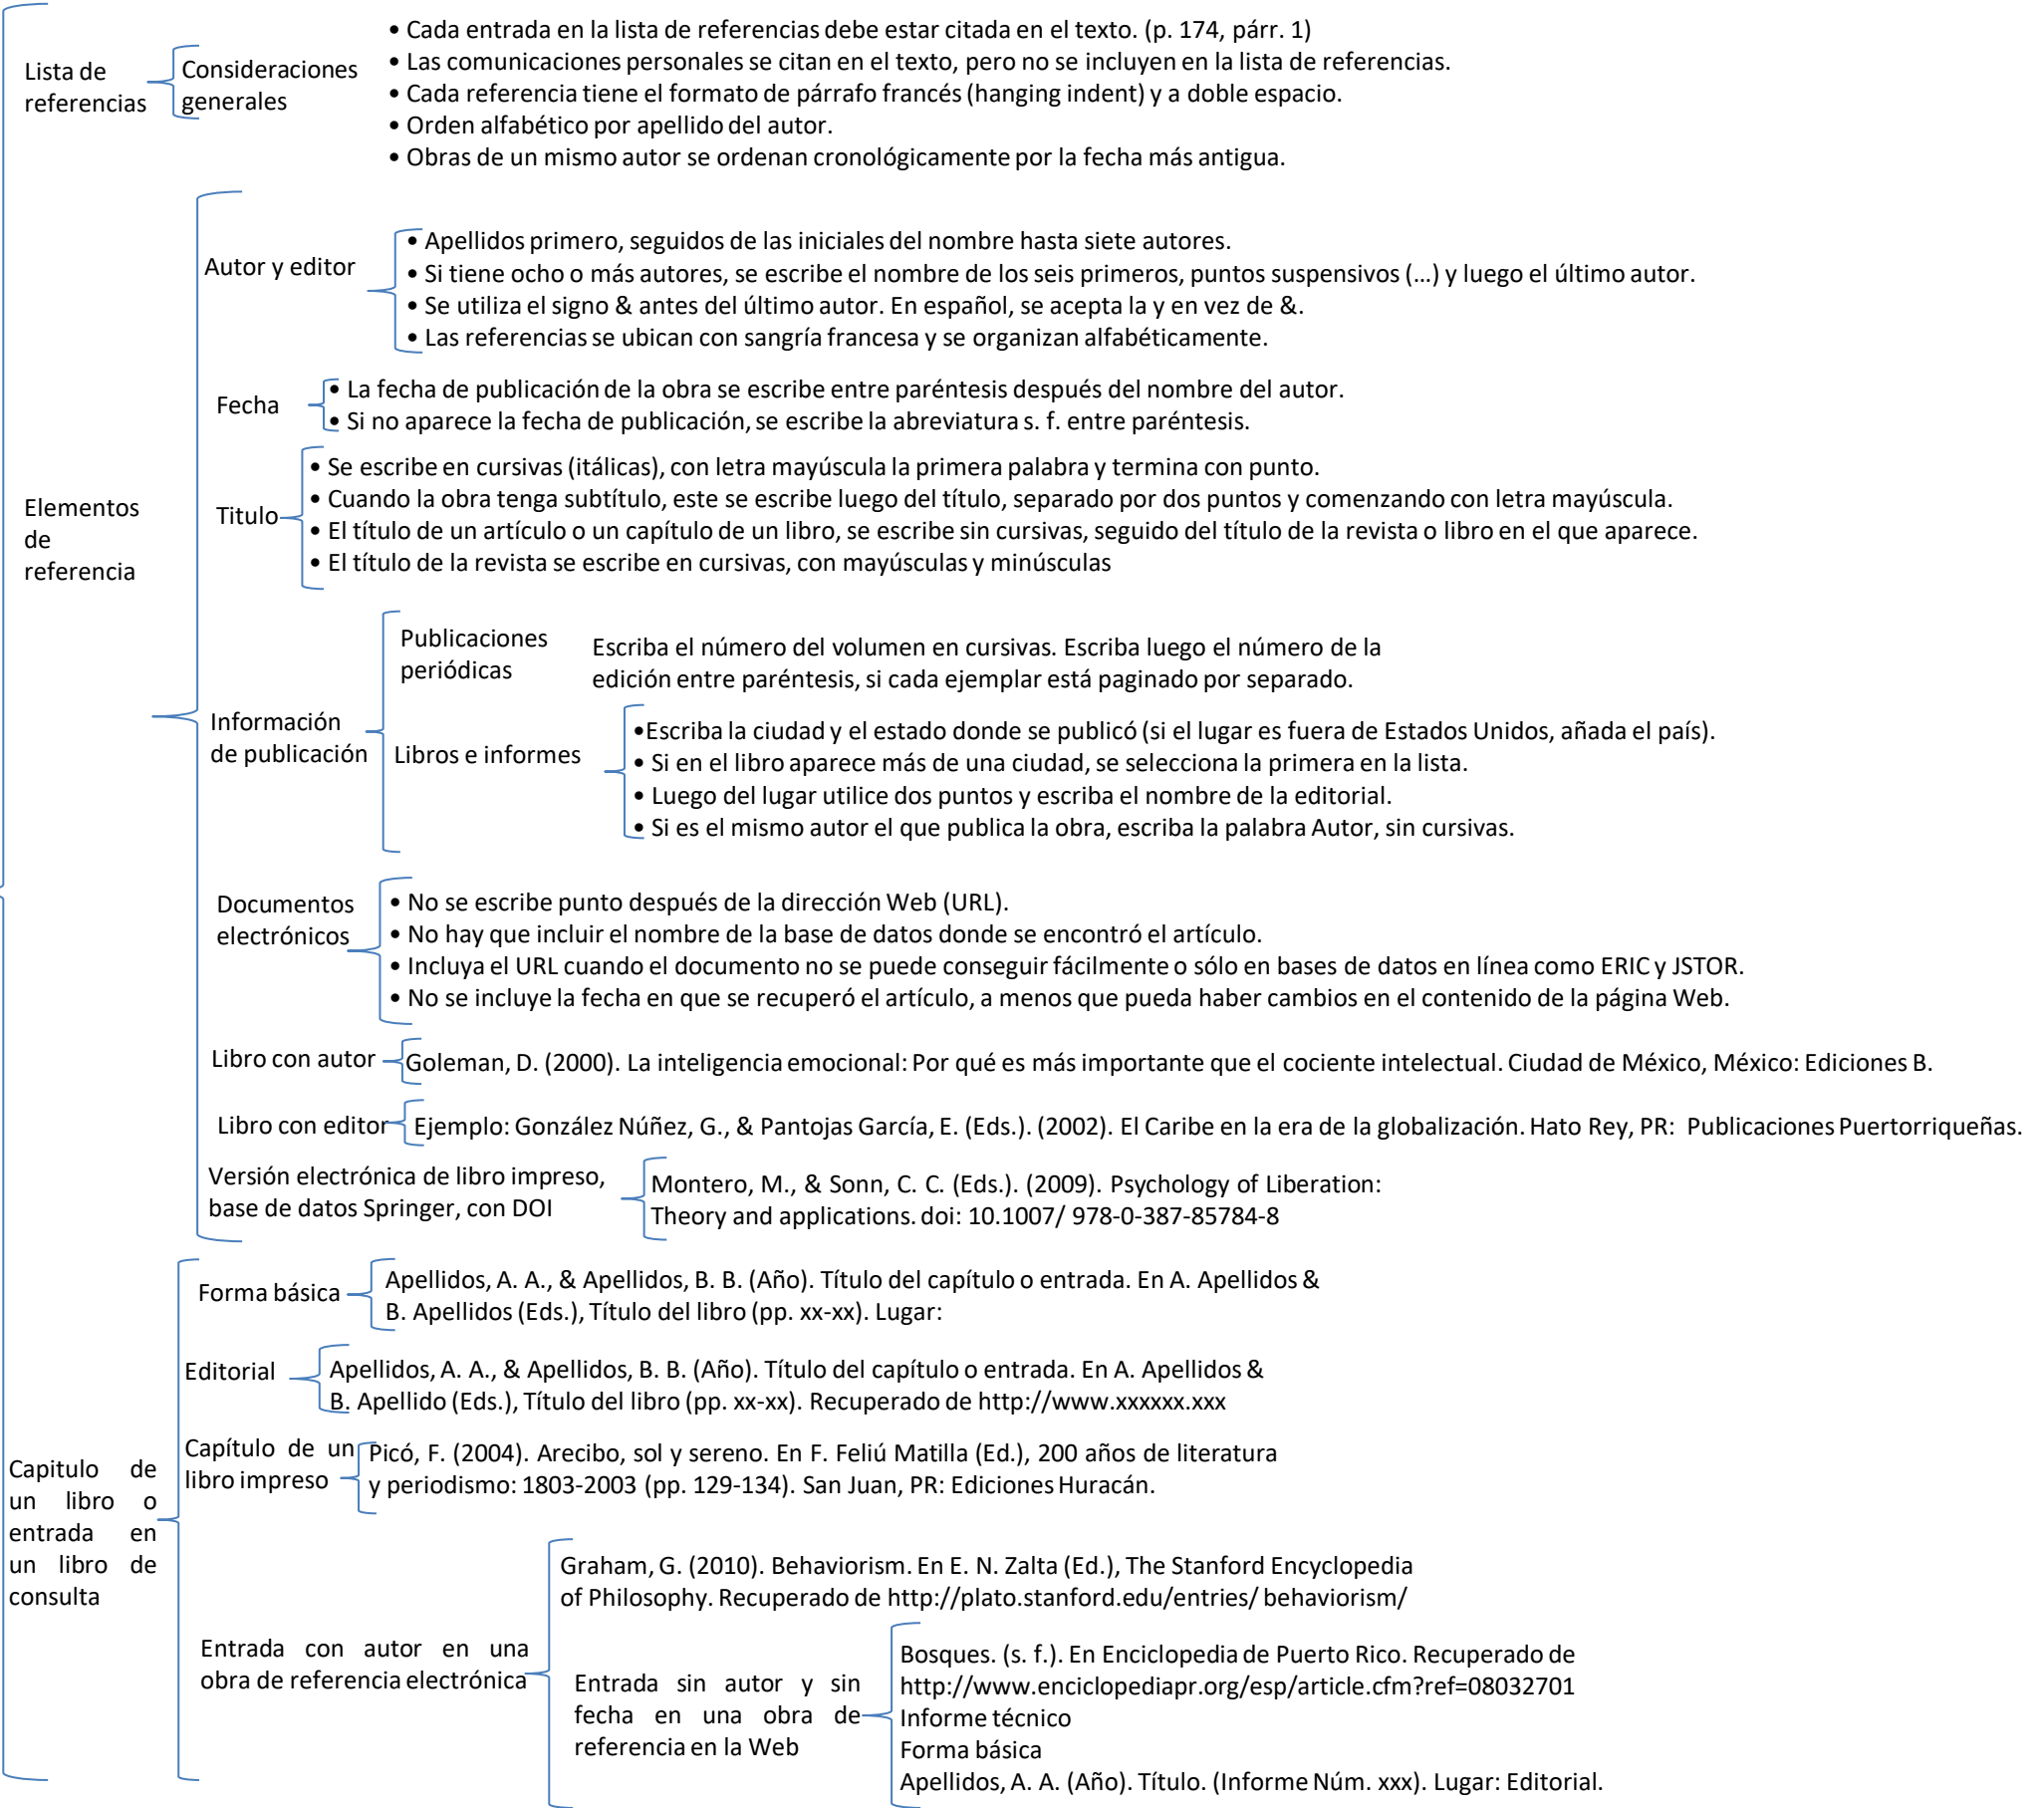 Lista de
referencias
Consideraciones
generales
• Cada entrada en la lista de referencias debe estar citada en el texto. (p. 174, párr. 1)
• Las comunicaciones personales se citan en el texto, pero no se incluyen en la lista de referencias.
• Cada referencia tiene el formato de párrafo francés (hanging indent) y a doble espacio.
• Orden alfabético por apellido del autor.
• Obras de un mismo autor se ordenan cronológicamente por la fecha más antigua.
Elementos
de
referencia
Autor y editor
• Apellidos primero, seguidos de las iniciales del nombre hasta siete autores.
• Si tiene ocho o más autores, se escribe el nombre de los seis primeros, puntos suspensivos (…) y luego el último autor.
• Se utiliza el signo & antes del último autor. En español, se acepta la y en vez de &.
• Las referencias se ubican con sangría francesa y se organizan alfabéticamente.
Fecha
• La fecha de publicación de la obra se escribe entre paréntesis después del nombre del autor.
• Si no aparece la fecha de publicación, se escribe la abreviatura s. f. entre paréntesis.
Titulo
• Se escribe en cursivas (itálicas), con letra mayúscula la primera palabra y termina con punto.
• Cuando la obra tenga subtítulo, este se escribe luego del título, separado por dos puntos y comenzando con letra mayúscula.
• El título de un artículo o un capítulo de un libro, se escribe sin cursivas, seguido del título de la revista o libro en el que aparece.
• El título de la revista se escribe en cursivas, con mayúsculas y minúsculas
Información
de publicación
Publicaciones
periódicas
Escriba el número del volumen en cursivas. Escriba luego el número de la
edición entre paréntesis, si cada ejemplar está paginado por separado.
Libros e informes
•Escriba la ciudad y el estado donde se publicó (si el lugar es fuera de Estados Unidos, añada el país).
• Si en el libro aparece más de una ciudad, se selecciona la primera en la lista.
• Luego del lugar utilice dos puntos y escriba el nombre de la editorial.
• Si es el mismo autor el que publica la obra, escriba la palabra Autor, sin cursivas.
Documentos
electrónicos
• No se escribe punto después de la dirección Web (URL).
• No hay que incluir el nombre de la base de datos donde se encontró el artículo.
• Incluya el URL cuando el documento no se puede conseguir fácilmente o sólo en bases de datos en línea como ERIC y JSTOR.
• No se incluye la fecha en que se recuperó el artículo, a menos que pueda haber cambios en el contenido de la página Web.
Libro con autor
Goleman, D. (2000). La inteligencia emocional: Por qué es más importante que el cociente intelectual. Ciudad de México, México: Ediciones B.
Libro con editor
Ejemplo: González Núñez, G., & Pantojas García, E. (Eds.). (2002). El Caribe en la era de la globalización. Hato Rey, PR: Publicaciones Puertorriqueñas.
Versión electrónica de libro impreso,
base de datos Springer, con DOI
Montero, M., & Sonn, C. C. (Eds.). (2009). Psychology of Liberation:
Theory and applications. doi: 10.1007/ 978-0-387-85784-8
Capitulo de
un libro o
entrada en
un libro de
consulta
Forma básica
Apellidos, A. A., & Apellidos, B. B. (Año). Título del capítulo o entrada. En A. Apellidos &
B. Apellidos (Eds.), Título del libro (pp. xx-xx). Lugar:
Editorial
Apellidos, A. A., & Apellidos, B. B. (Año). Título del capítulo o entrada. En A. Apellidos &
B. Apellido (Eds.), Título del libro (pp. xx-xx). Recuperado de http://www.xxxxxx.xxx
Capítulo de un
libro impreso
Picó, F. (2004). Arecibo, sol y sereno. En F. Feliú Matilla (Ed.), 200 años de literatura
y periodismo: 1803-2003 (pp. 129-134). San Juan, PR: Ediciones Huracán.
Entrada con autor en una
obra de referencia electrónica
Graham, G. (2010). Behaviorism. En E. N. Zalta (Ed.), The Stanford Encyclopedia
of Philosophy. Recuperado de http://plato.stanford.edu/entries/ behaviorism/
Entrada sin autor y sin
fecha en una obra de
referencia en la Web
Bosques. (s. f.). En Enciclopedia de Puerto Rico. Recuperado de
http://www.enciclopediapr.org/esp/article.cfm?ref=08032701
Informe técnico
Forma básica
Apellidos, A. A. (Año). Título. (Informe Núm. xxx). Lugar: Editorial.